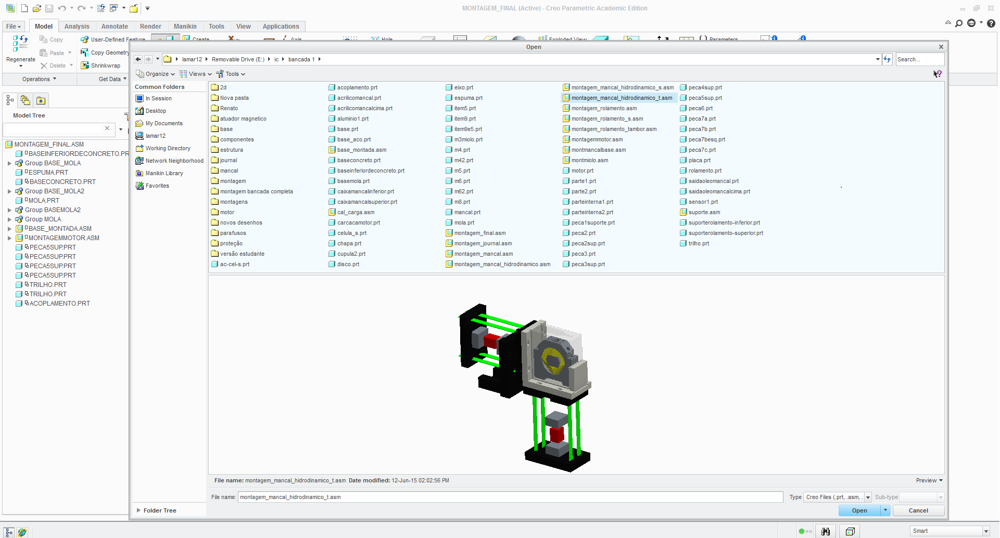 MONTAGEM_FINAL (Active) - Creo Parametric Academic Edition
File Model Analysis Annotate Render Manikin Tools View Applications
Regenerate
Copy
Paste
Delete
User-Defined Feature
Copy Geometry
Shrinkwrap
Create
Axis
Hole
Exploded View
Parameters
Operations
Get Data
Model Tree
MONTAGEM_FINAL.ASM
BASEINFERIORDECONCRETO.PR
Group BASE_MOLA
ESPUMA.PRT
BASECONCRETO.PRT
Group BASE_MOLA2
MOLA.PRT
Group BASEMOLA2
Group MOLA
BASE_MONTADA.ASM
MONTAGEMMOTOR.ASM
PECA5SUP.PRT
PECA5SUP.PRT
PECA5SUP.PRT
PECA5SUP.PRT
TRILHO.PRT
TRILHO.PRT
ACOPLAMENTO.PRT
Open
lamar12 Removable Drive (E:) ic bancada 1
Search...
Organize Views Tools
Common Folders
In Session
Desktop
My Documents
lamar12
Working Directory
Network Neighborhood
Manikin Library
Favorites
Folder Tree
2d
Nova pasta
Renato
atuador magnetico
base
componentes
estrutura
journal
mancal
montagem
montagem bancada completa
montagens
motor
novos desenhos
parafusos
proteção
versão estudante
ac-cel-s.prt
acoplamento.prt
acrilicomancal.prt
acrilicomancalcima.prt
aluminio1.prt
base.prt
base_aco.prt
base_montada.asm
baseconcreto.prt
baseinferiordeconcreto.prt
basemola.prt
caixamancalinferior.prt
caixamancalsuperior.prt
cal_carga.asm
carcacamotor.prt
celula_s.prt
chapa.prt
cupula2.prt
disco.prt
eixo.prt
espuma.prt
item5.prt
item9.prt
item9e5.prt
m3miolo.prt
m4.prt
m42.prt
m5.prt
m6.prt
m62.prt
m8.prt
mancal.prt
mola.prt
montagem_final.asm
montagem_journal.asm
montagem_mancal.asm
montagem_mancal_hidrodinamico.asm
montagem_mancal_hidrodinamico_s.asm
montagem_mancal_hidrodinamico_t.asm
montagem_rolamento.asm
montagem_rolamento_s.asm
montagem_rolamento_tambor.asm
montagemmotor.asm
montmancalbase.asm
montmiolo.asm
motor.prt
parte1.prt
parte2.prt
parteinterna1.prt
parteinterna2.prt
peca1suporte.prt
peca2.prt
peca2sup.prt
peca3.prt
peca3sup.prt
peca4sup.prt
peca5sup.prt
peca6.prt
peca7a.prt
peca7b.prt
peca7besq.prt
peca7c.prt
placa.prt
rolamento.prt
saidaoleomancal.prt
saidaoleomancalcima.prt
sensor1.prt
suporte.asm
suporterolamento-inferior.prt
suporterolamento-superior.prt
trilho.prt
File name: montagem_mancal_hidrodinamico_t.asm Date modified: 12-Jun-15 02:02:56 PM
Preview
File name: montagem_mancal_hidrodinamico_t.asm
Type Creo Files (.prt, .asm, . Sub-type
Open Cancel
Smart